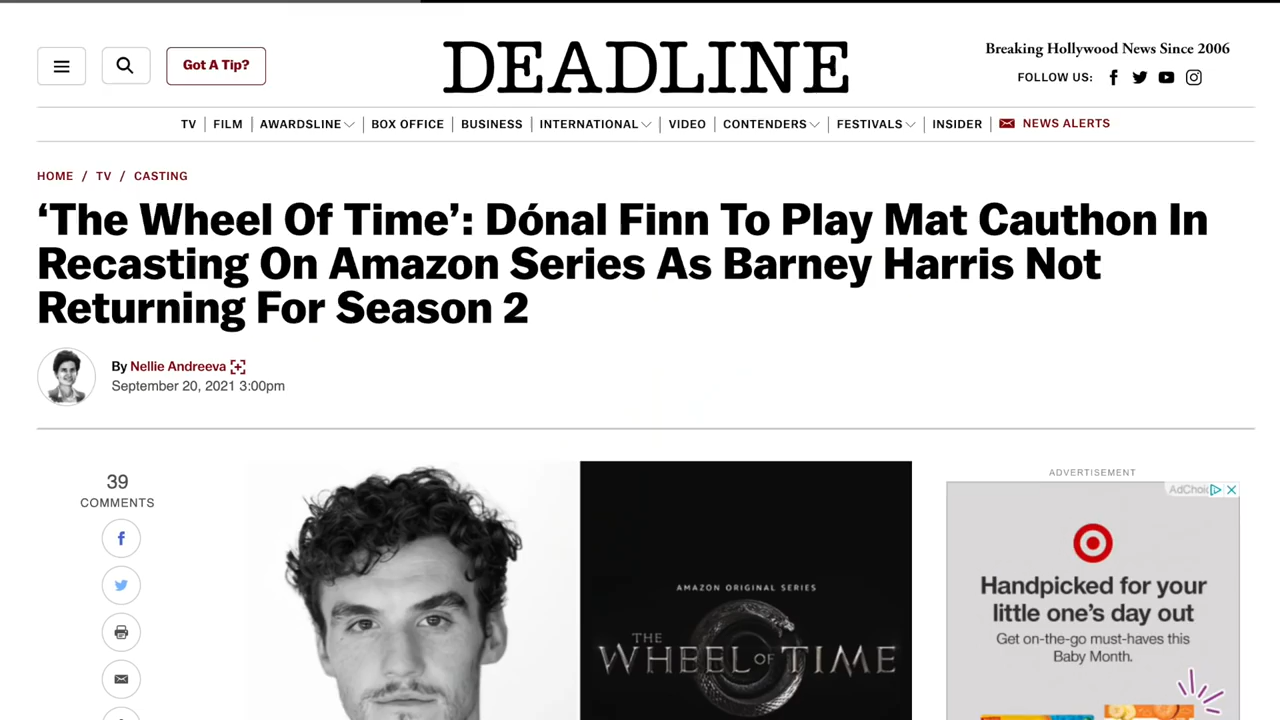 Got A Tip?
DEADLINE
Breaking Hollywood News Since 2006
FOLLOW US:
TV | FILM | AWARDSLINE | BOX OFFICE | BUSINESS | INTERNATIONAL | VIDEO | CONTENDERS | FESTIVALS | INSIDER | NEWS ALERTS
HOME / TV / CASTING
‘The Wheel Of Time’: Dónal Finn To Play Mat Cauthon In
Recasting On Amazon Series As Barney Harris Not
Returning For Season 2
By Nellie Andreeva
September 20, 2021 3:00pm
39
COMMENTS
AMAZON ORIGINAL SERIES
THE
WHEEL OF TIME
ADVERTISEMENT
Handpicked for your
little one’s day out
Get on-the-go must-haves this
Baby Month.